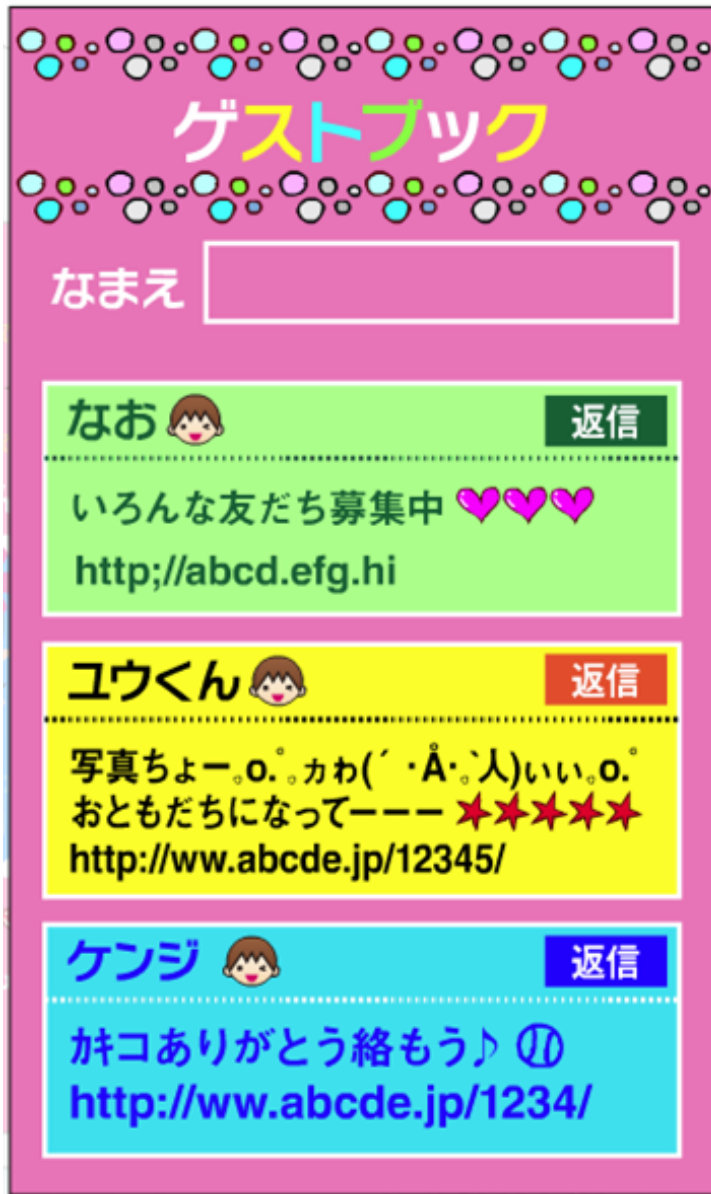 ゲストブック
なまえ
なお 返信
いろんな友だち募集中
http;//abcd.efg.hi
ユウくん 返信
写真ちょー｡o.ﾟ｡ヵゎ(´・Å・｡`人)ぃぃ｡o.ﾟ
おともだちになってーーー
http://ww.abcde.jp/12345/
ケンジ 返信
ｶｷコありがとう絡もう♪
http://ww.abcde.jp/1234/